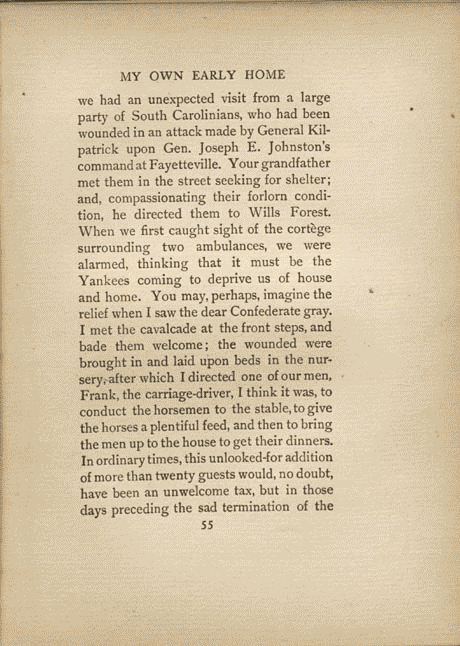 MY OWN EARLY HOME
we had an unexpected visit from a large
party of South Carolinians, who had been
wounded in an attack made by General Kil-
patrick upon Gen. Joseph E. Johnston's
command at Fayetteville. Your grandfather
met them in the street seeking for shelter;
and, compassionating their forlorn condi-
tion, he directed them to Wills Forest.
When we first caught sight of the cortège
surrounding two ambulances, we were
alarmed, thinking that it must be the
Yankees coming to deprive us of house
and home. You may, perhaps, imagine the
relief when I saw the dear Confederate gray.
I met the cavalcade at the front steps, and
bade them welcome; the wounded were
brought in and laid upon beds in the nur-
sery, after which I directed one of our men,
Frank, the carriage-driver, I think it was, to
conduct the horsemen to the stable, to give
the horses a plentiful feed, and then to bring
the men up to the house to get their dinners.
In ordinary times, this unlooked-for addition
of more than twenty guests would, no doubt,
have been an unwelcome tax, but in those
days preceding the sad termination of the
55